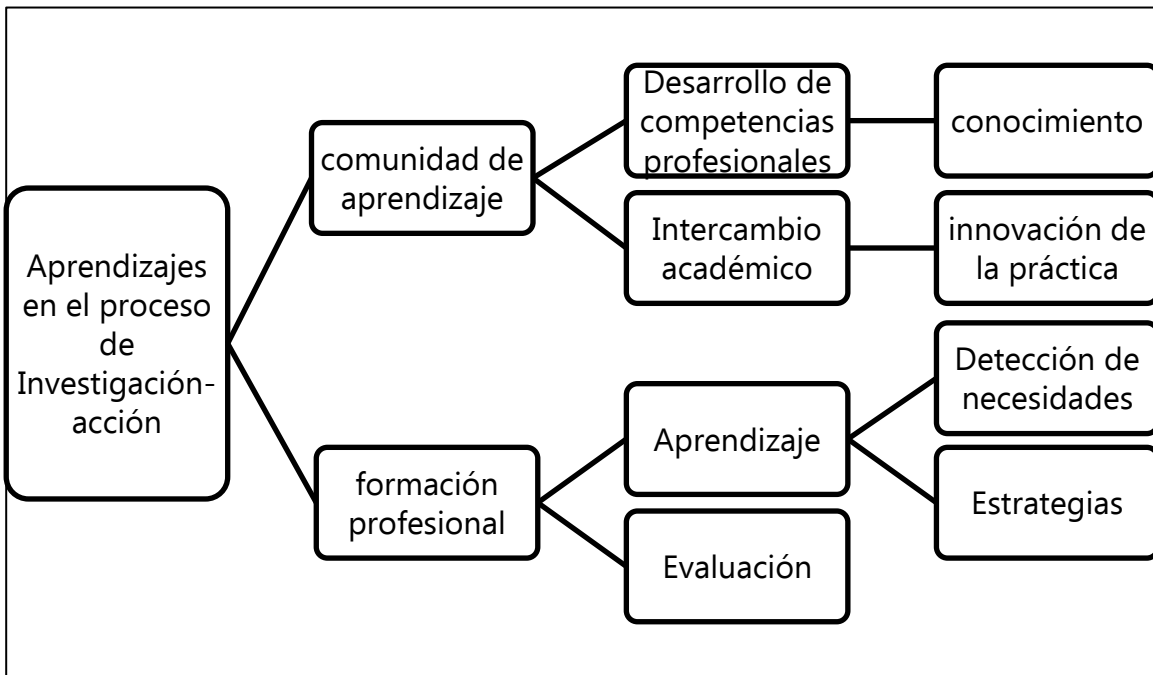 Aprendizajes
en el proceso
de
Investigación-
acción
comunidad de
aprendizaje
Desarrollo de
competencias
profesionales
conocimiento
Intercambio
académico
innovación de
la práctica
formación
profesional
Aprendizaje
Detección de
necesidades
Estrategias
Evaluación